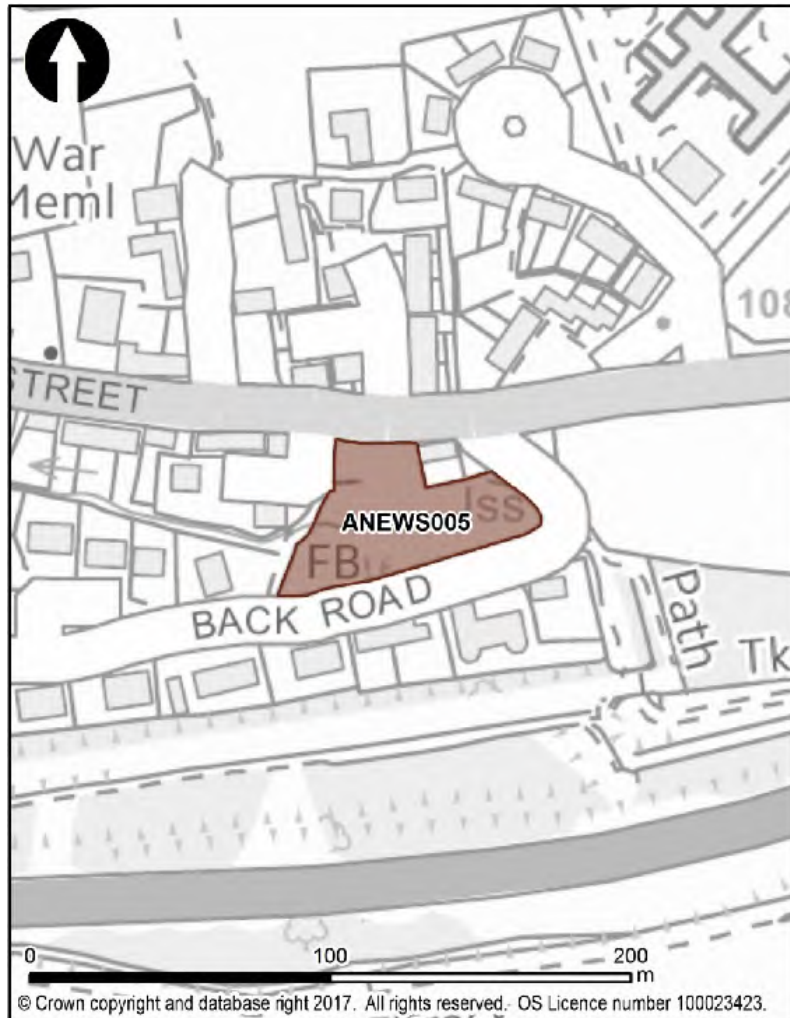 War
Meml
108
STREET
Iss
ANEWS005
FB
BACK ROAD
Path
Tk
0 100 200
m
© Crown copyright and database right 2017. All rights reserved. OS Licence number 100023423.